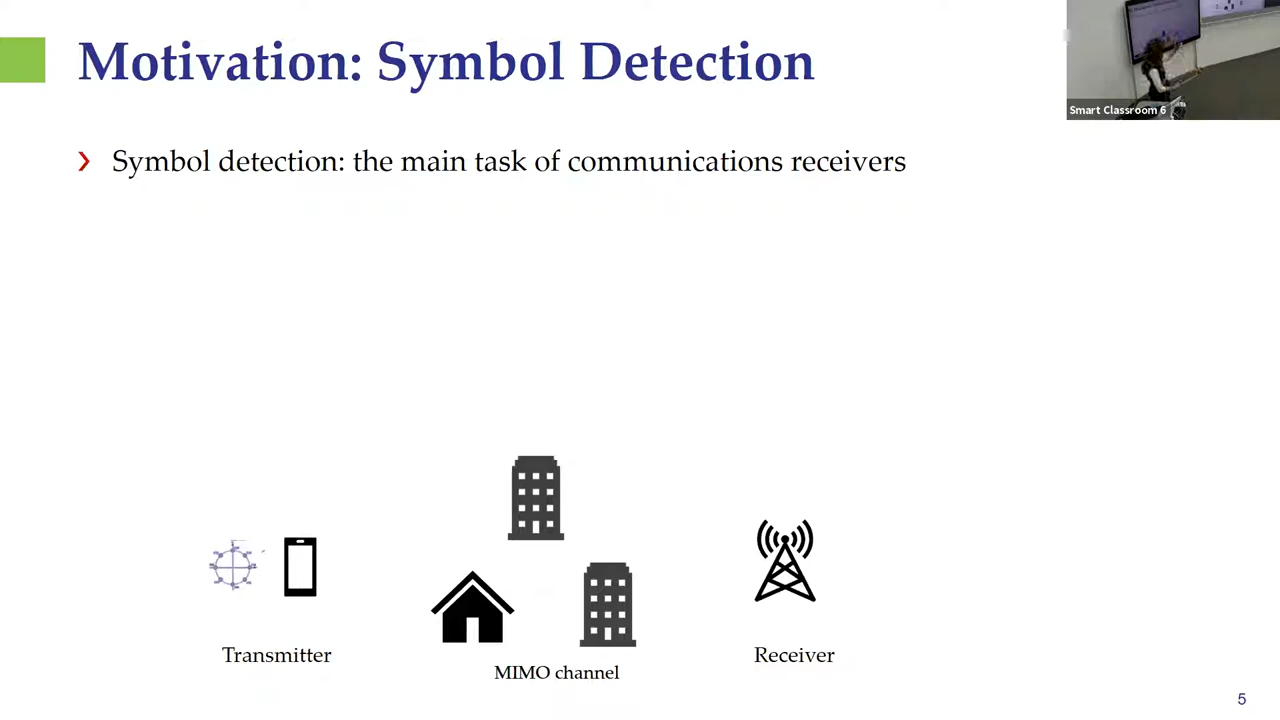 Motivation: Symbol Detection
Smart Classroom 6
› Symbol detection: the main task of communications receivers
Transmitter
MIMO channel
Receiver
5